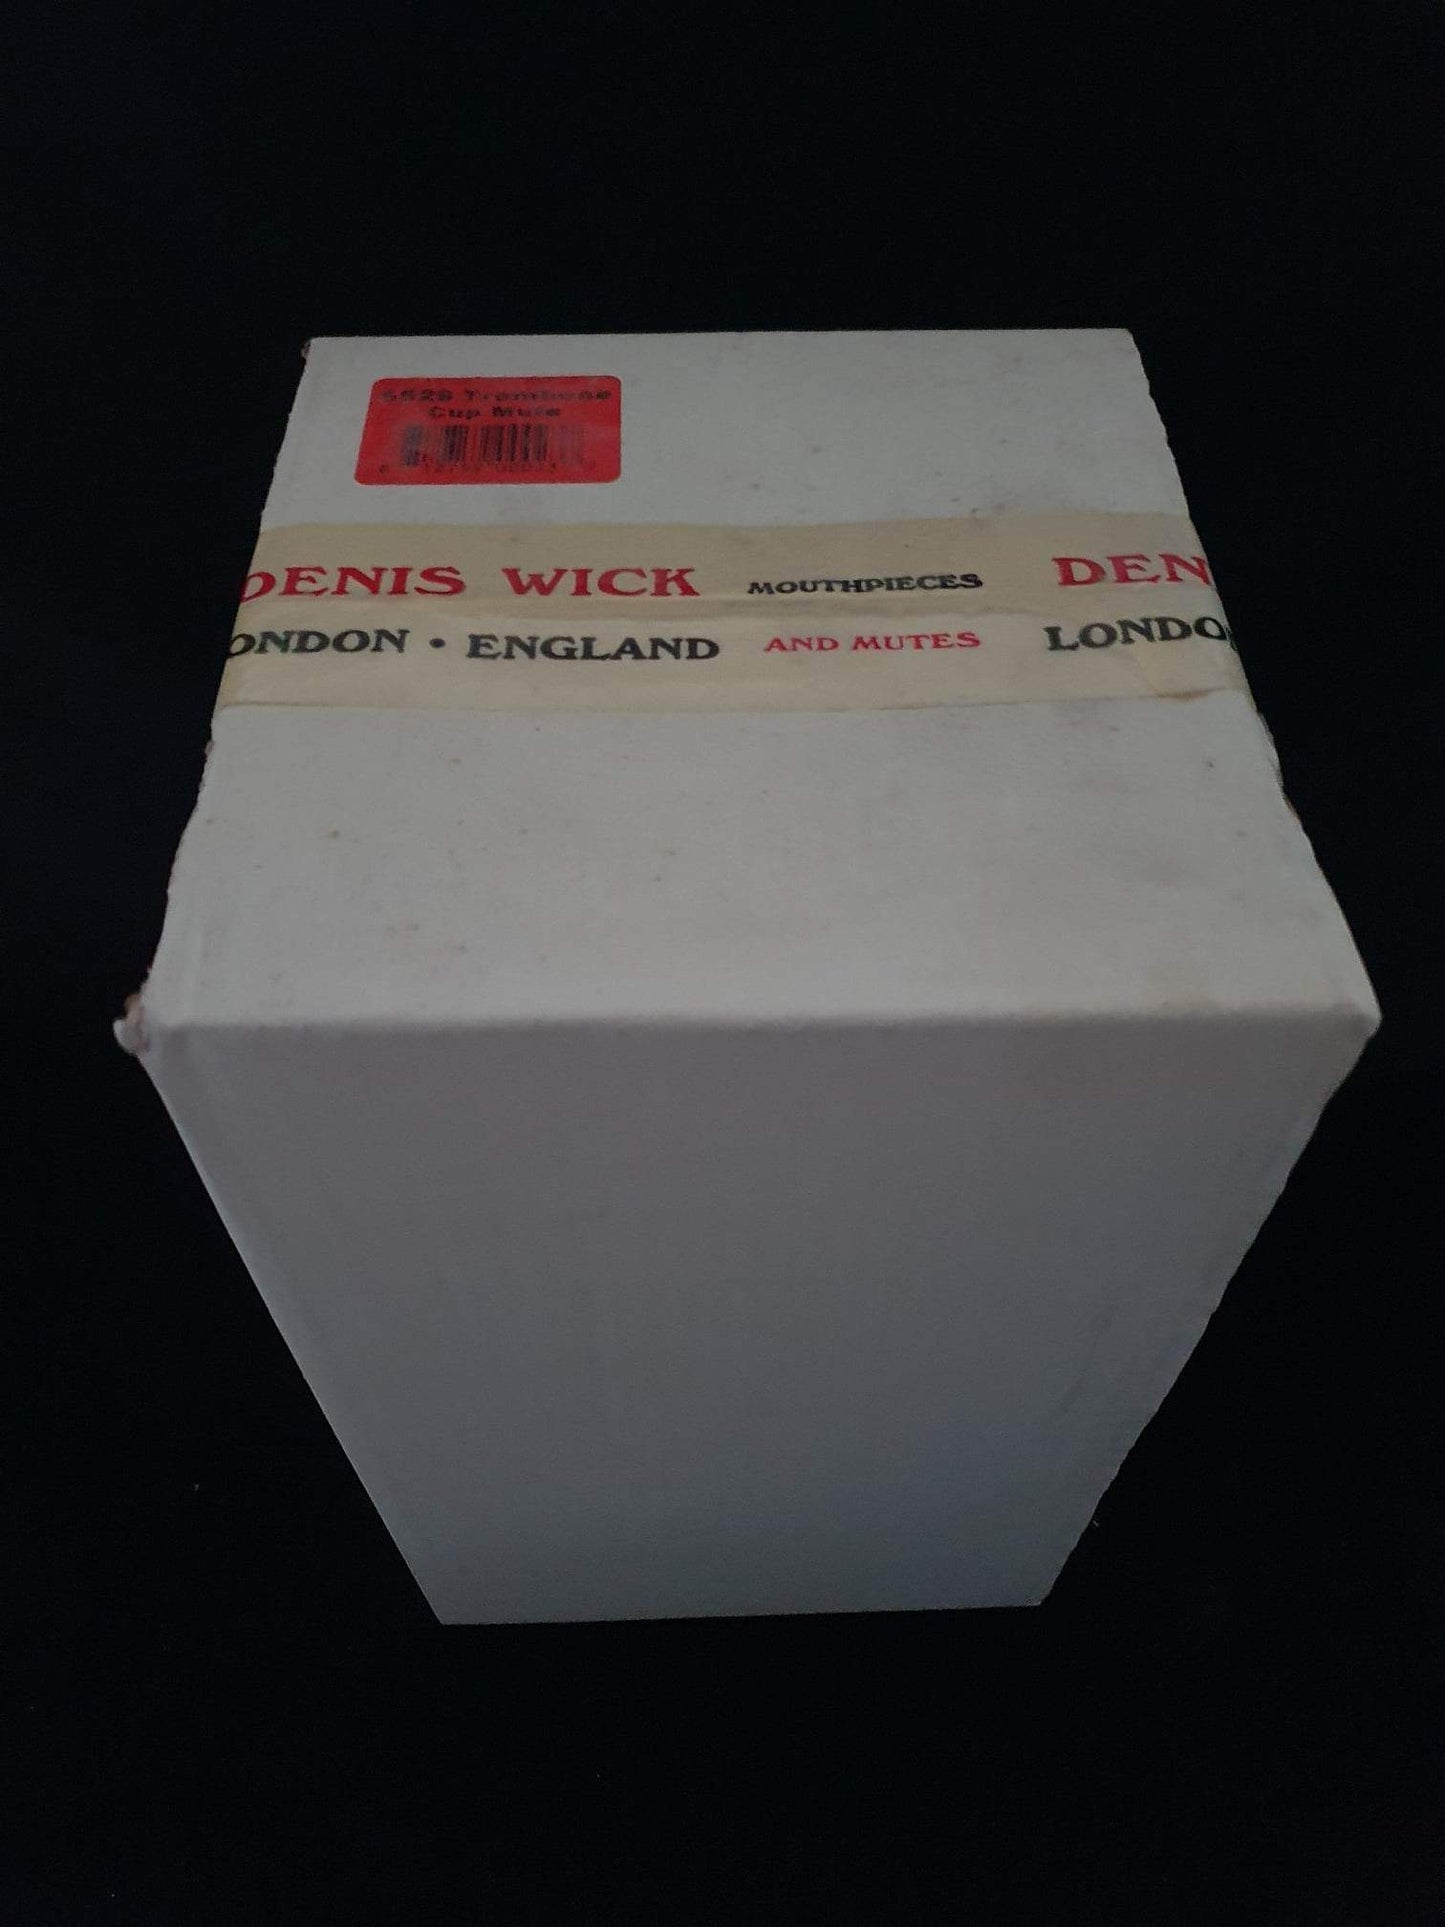 5529 Trombone
Cup Mute
DENIS WICK MOUTHPIECES DEN
ONDON • ENGLAND AND MUTES LONDO